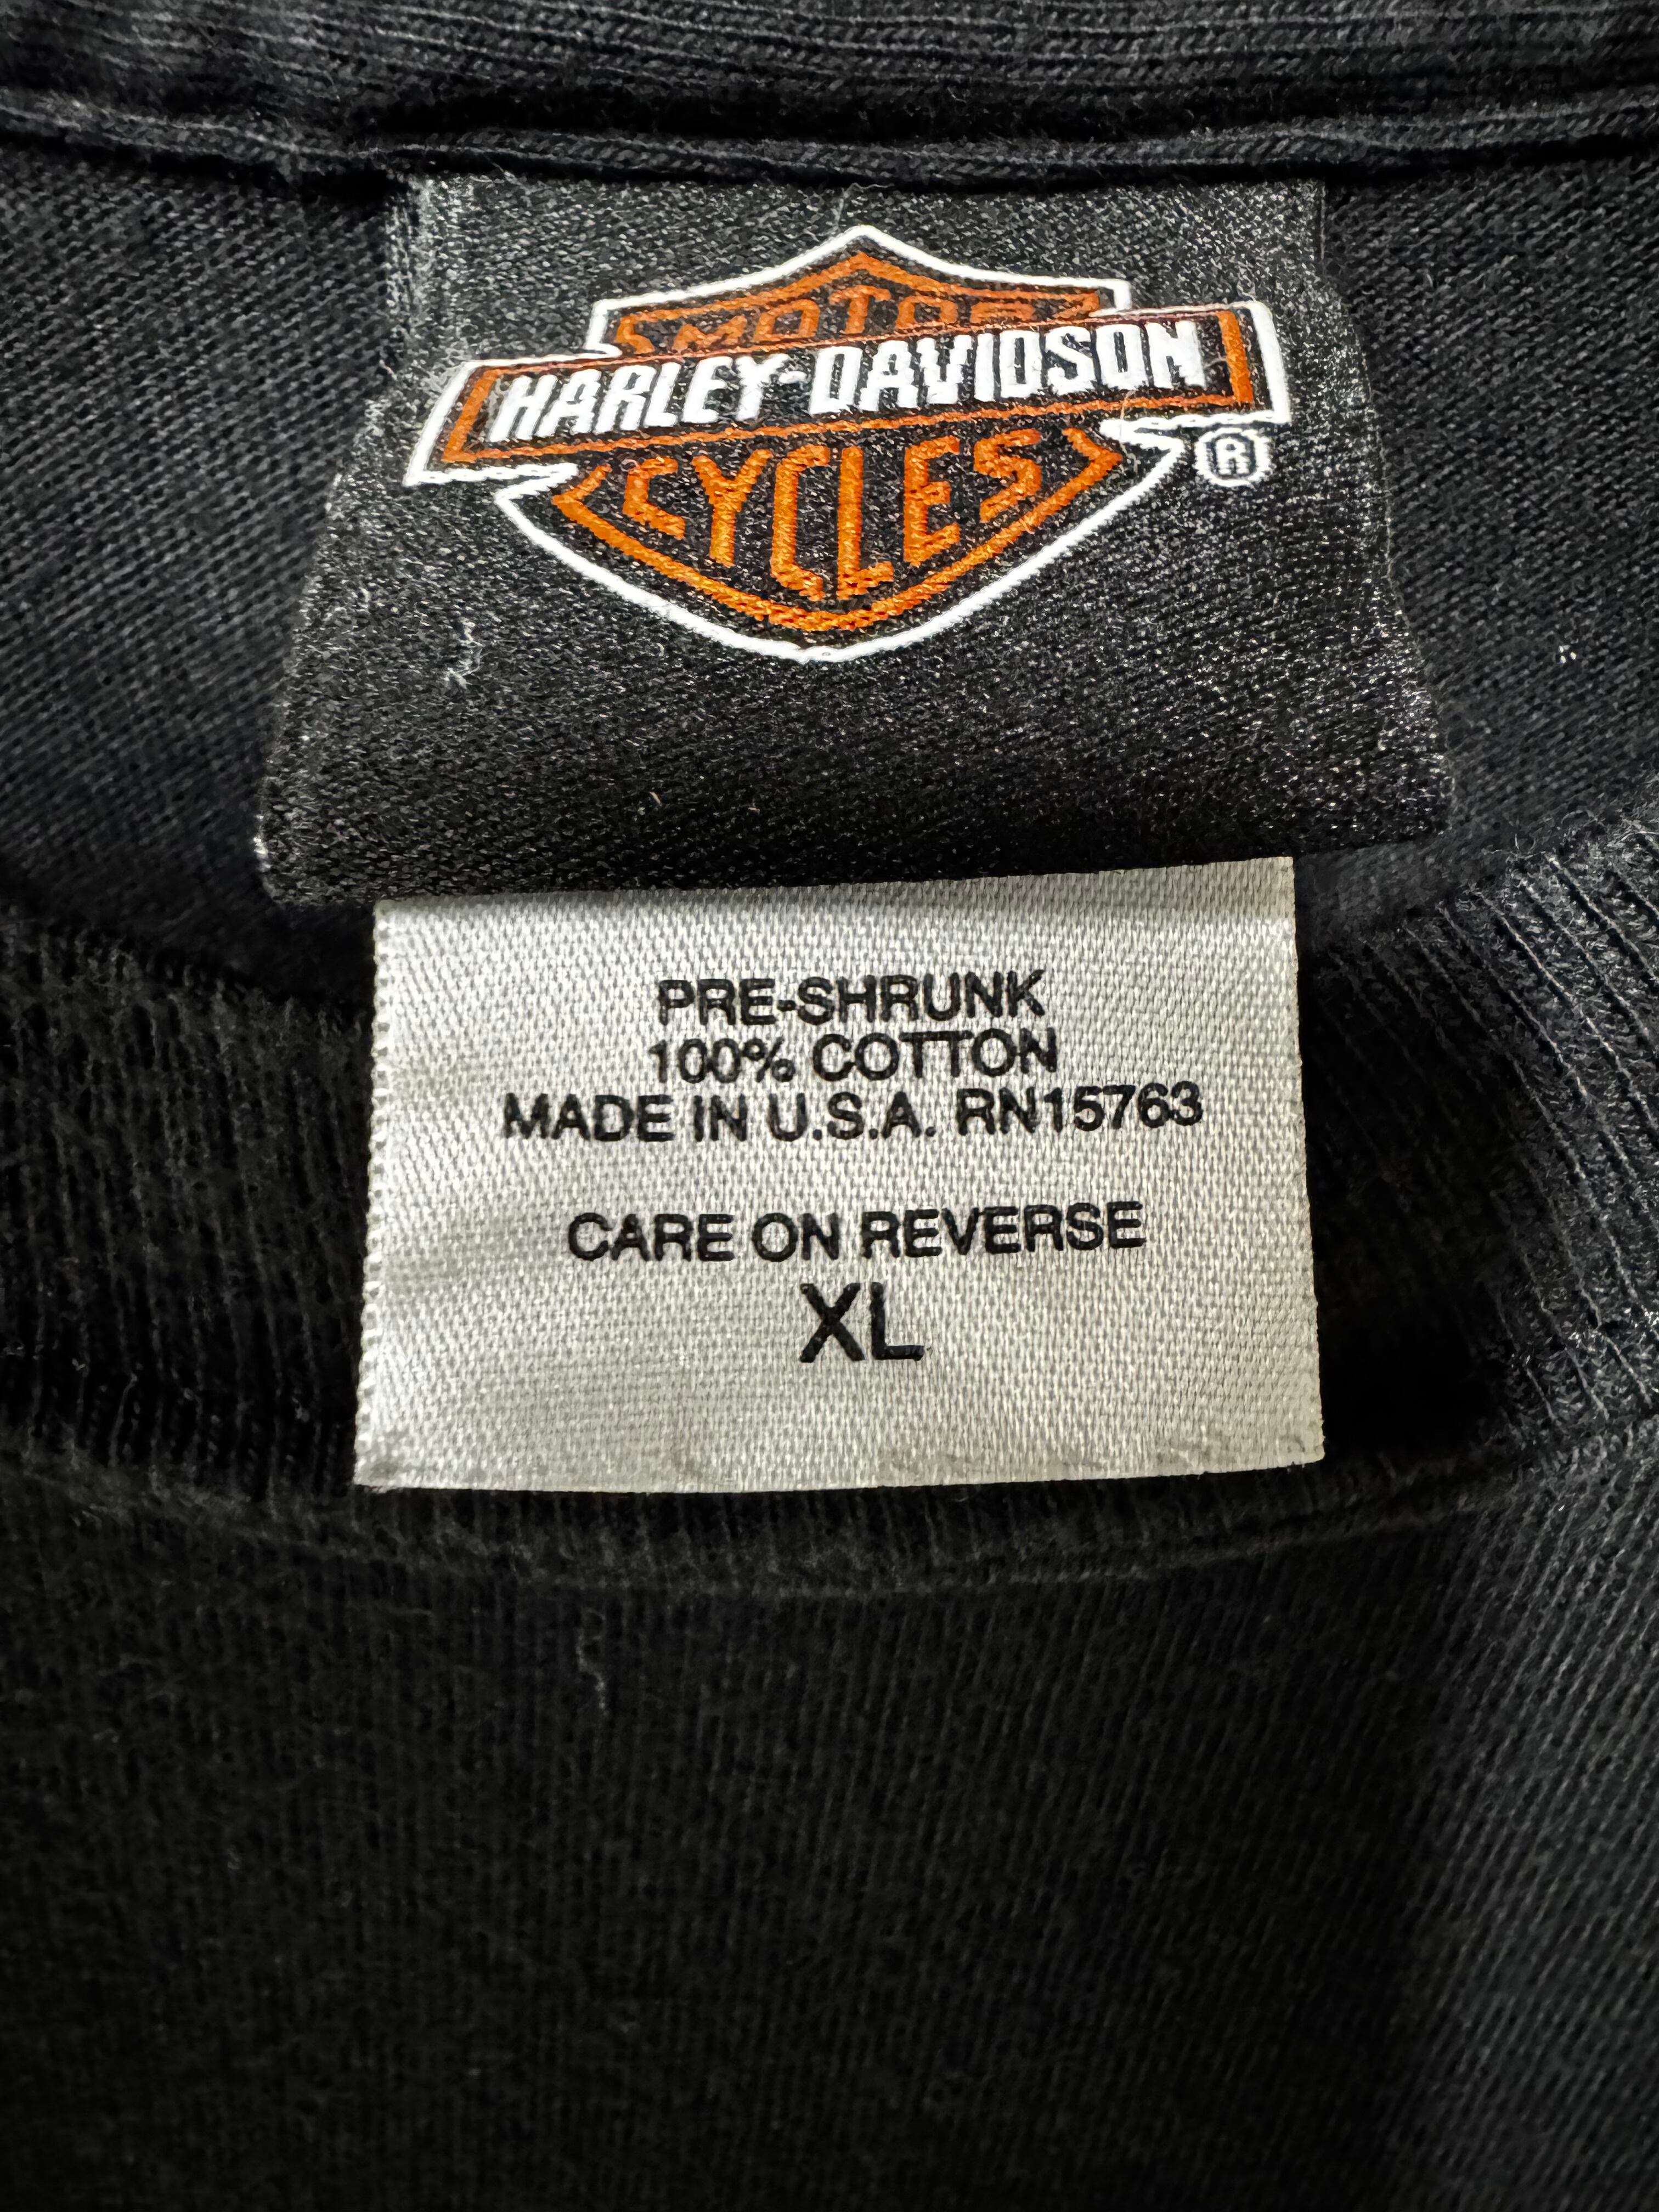 MOTOR
HARLEY-DAVIDSON
CYCLES
®
PRE-SHRUNK
100% COTTON
MADE IN U.S.A. RN15763
CARE ON REVERSE
XL